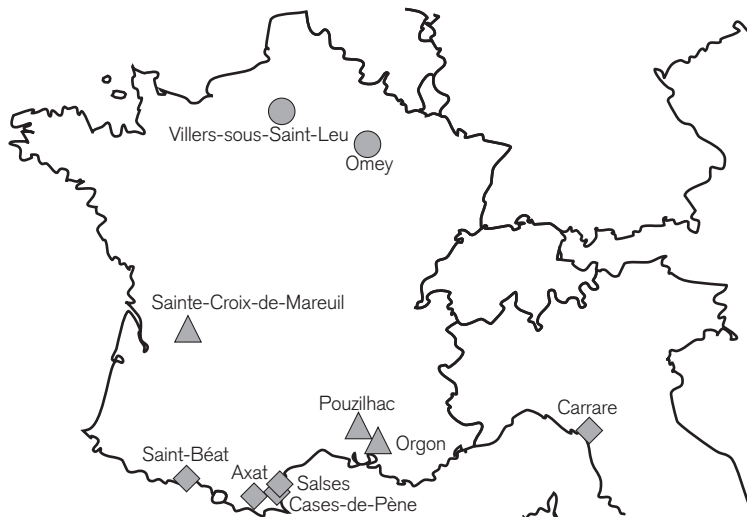 Villers-sous-Saint-Leu
Omey
Sainte-Croix-de-Mareuil
Pouzilhac
Carrare
Orgon
Saint-Béat
Axat
Salses
Cases-de-Pène